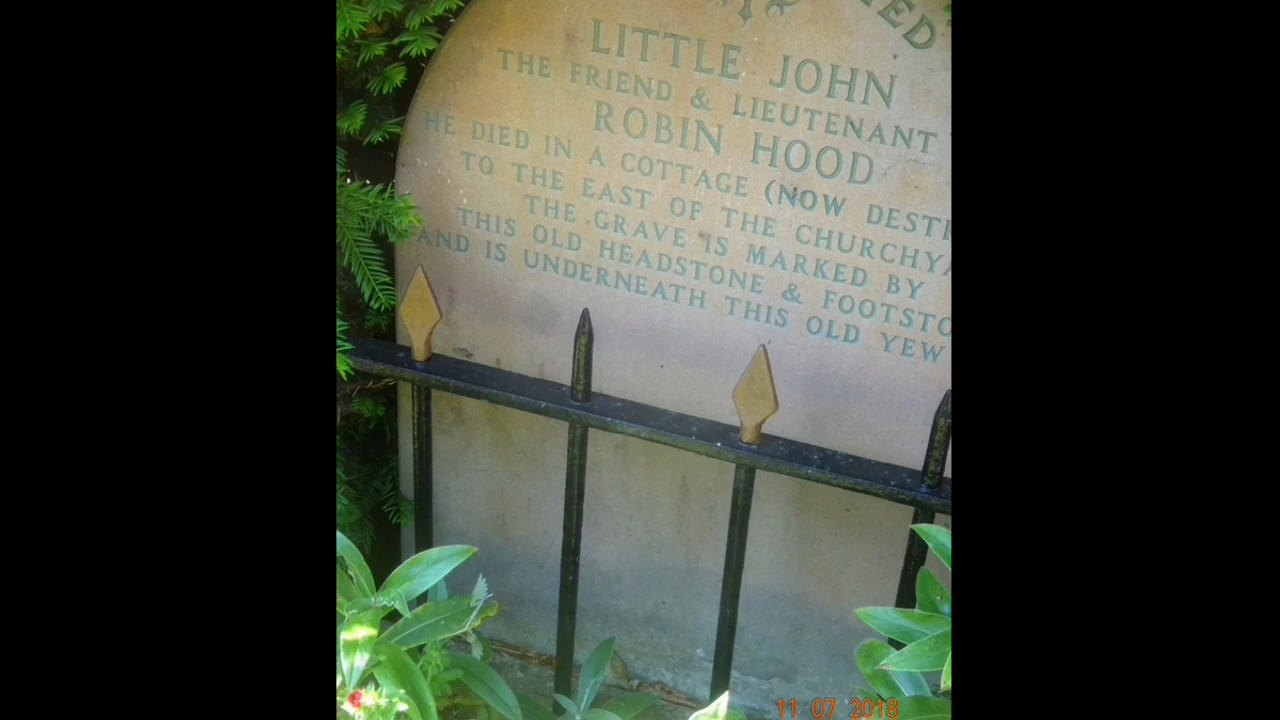 LITTLE JOHN
THE FRIEND & LIEUTENANT
ROBIN HOOD
HE DIED IN A COTTAGE (NOW DESTR
TO THE EAST OF THE CHURCHYA
THE GRAVE IS MARKED BY
THIS OLD HEADSTONE & FOOTSTO
AND IS UNDERNEATH THIS OLD YEW
11 07 2018